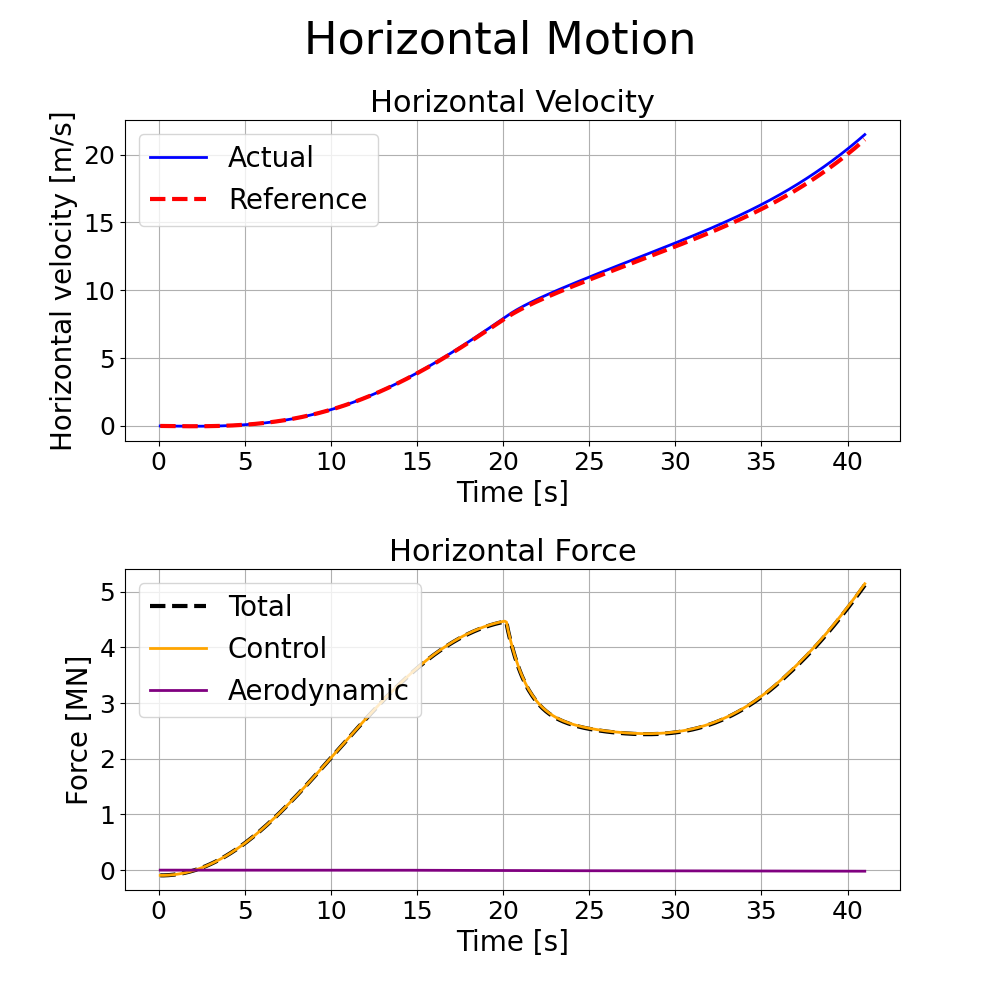 Horizontal Motion
Horizontal Velocity
Horizontal velocity [m/s]
20
15
10
5
0
Actual
Reference
0 5 10 15 20 25 30 35 40
Time [s]
Horizontal Force
Force [MN]
5
4
3
2
1
0
Total
Control
Aerodynamic
0 5 10 15 20 25 30 35 40
Time [s]